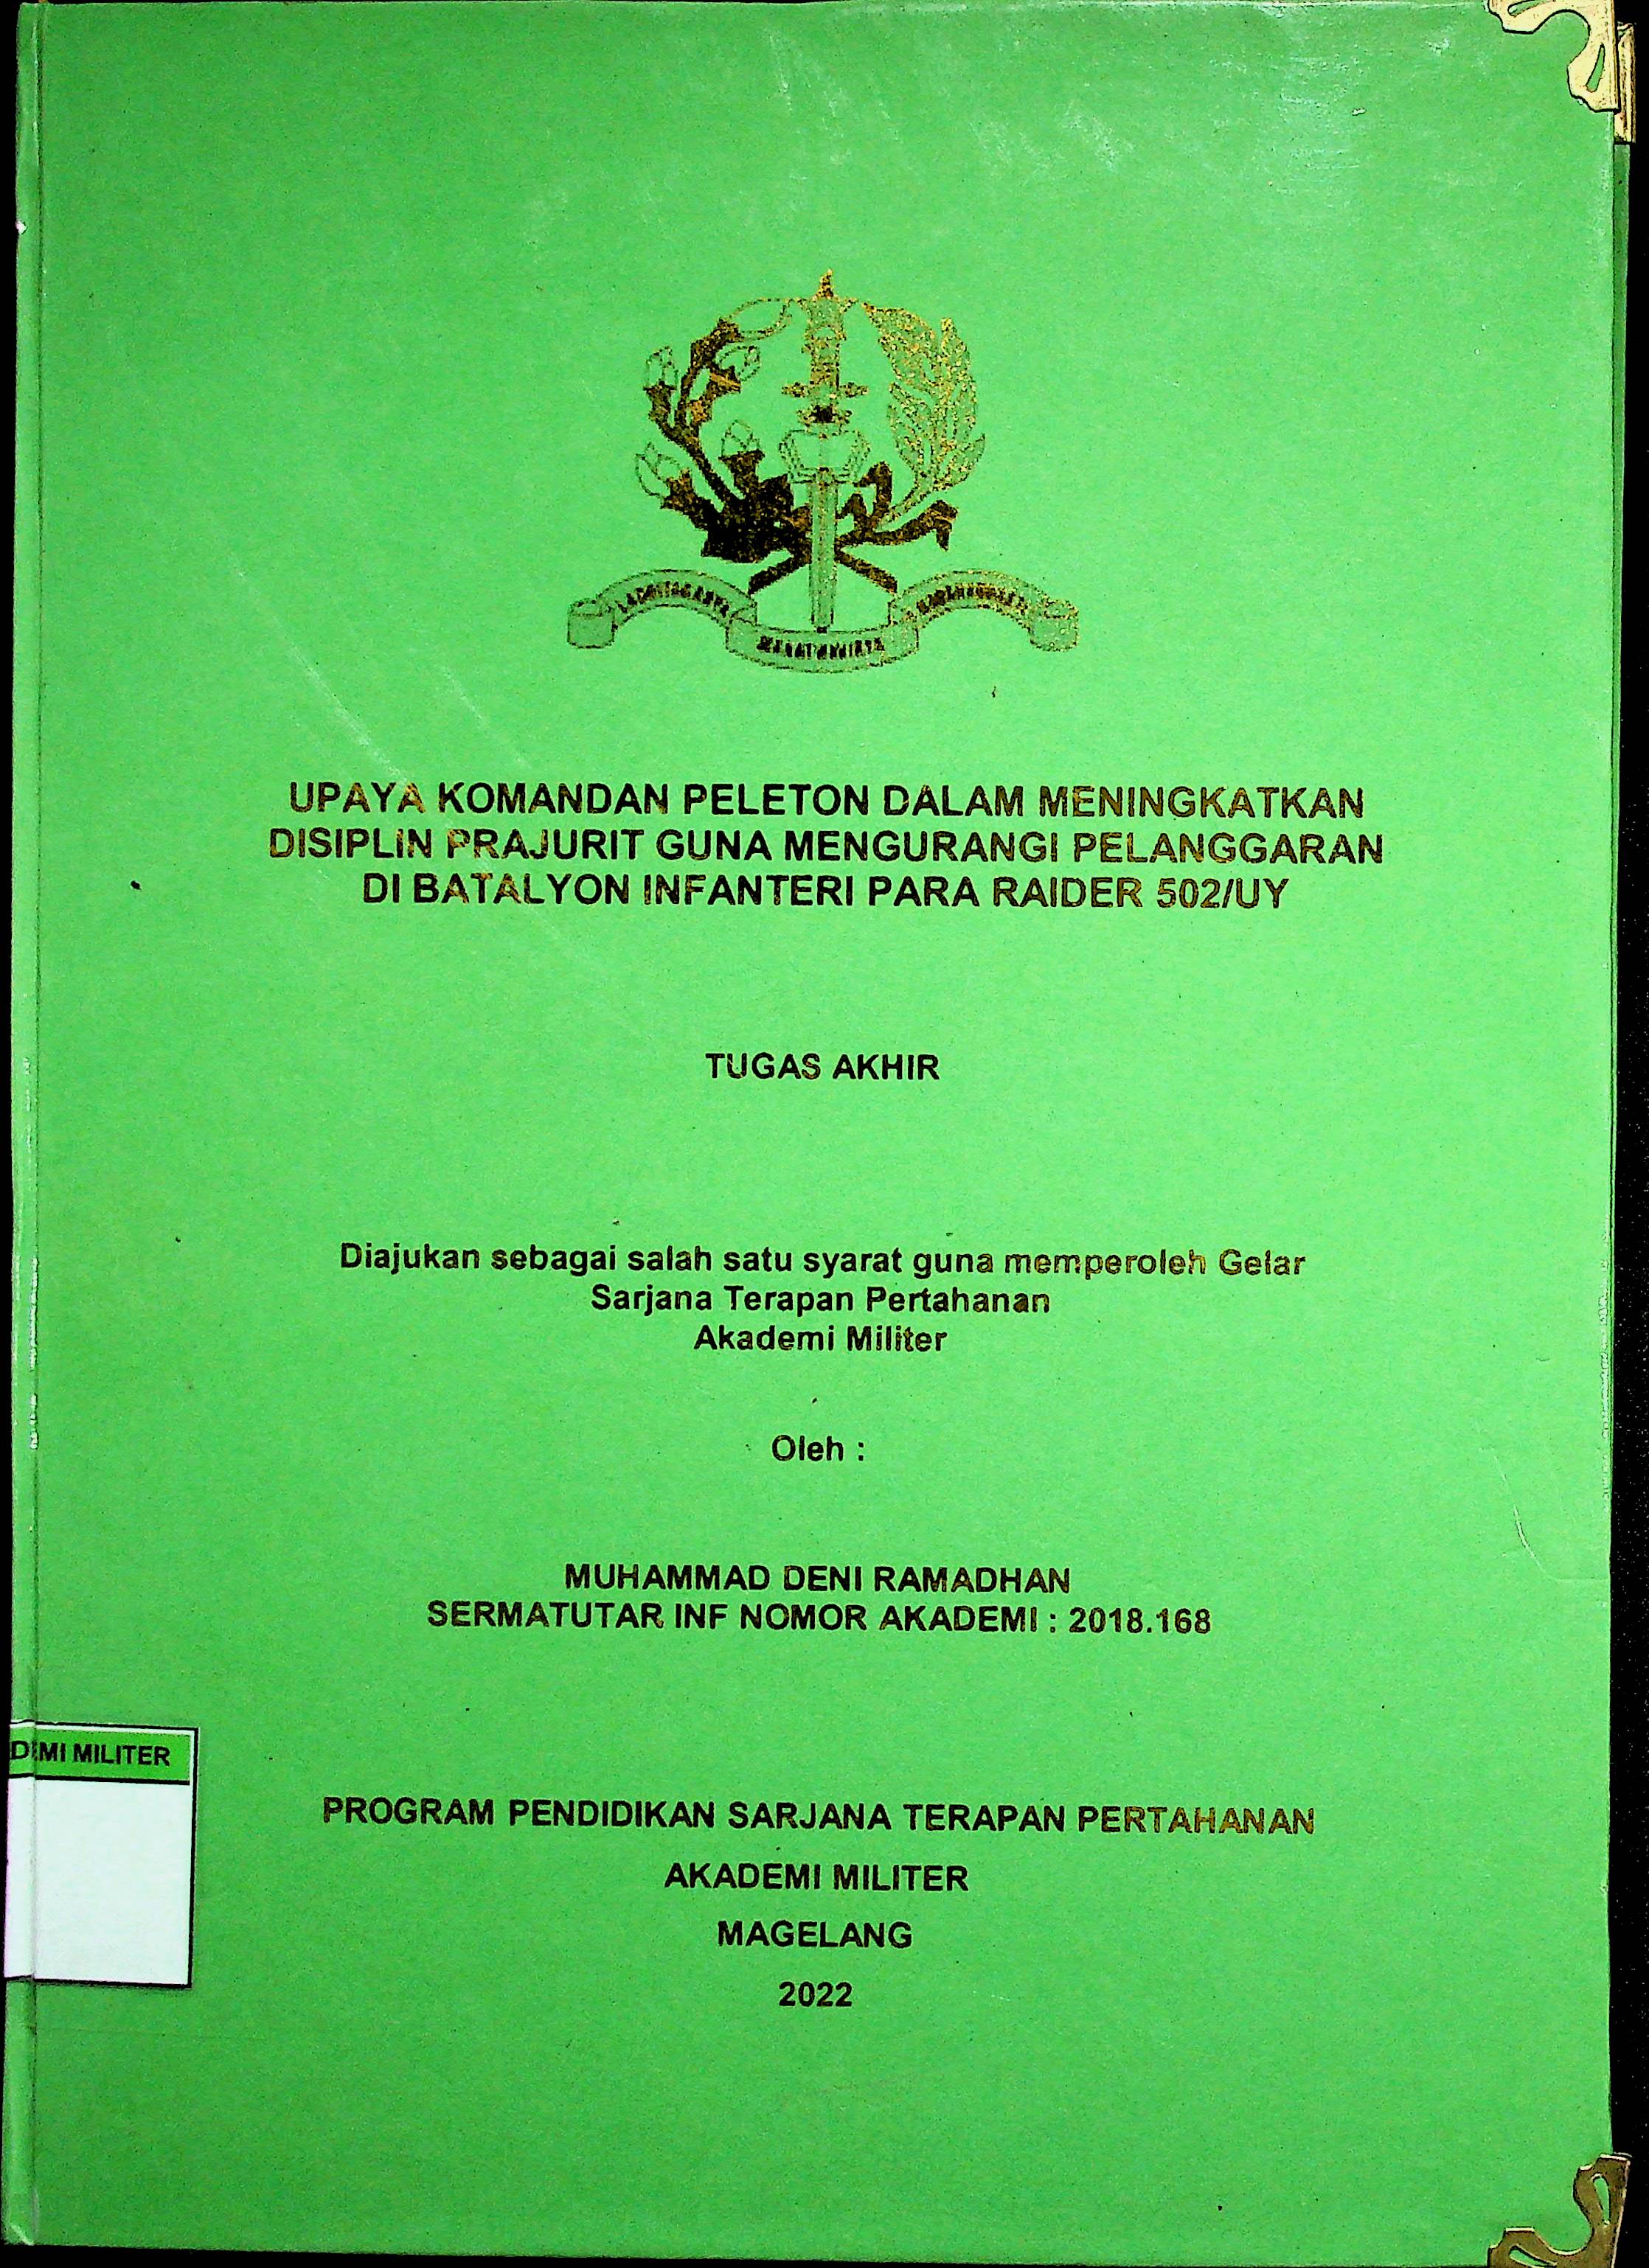 UPAYA KOMANDAN PELETON DALAM MENINGKATKAN
DISIPLIN PRAJURIT GUNA MENGURANGI PELANGGARAN
DI BATALYON INFANTERI PARA RAIDER 502/UY
TUGAS AKHIR
Diajukan sebagai salah satu syarat guna memperoleh Gelar
Sarjana Terapan Pertahanan
Akademi Militer
Oleh :
MUHAMMAD DENI RAMADHAN
SERMATUTAR INF NOMOR AKADEMI : 2018.168
DEMI MILITER
PROGRAM PENDIDIKAN SARJANA TERAPAN PERTAHANAN
AKADEMI MILITER
MAGELANG
2022